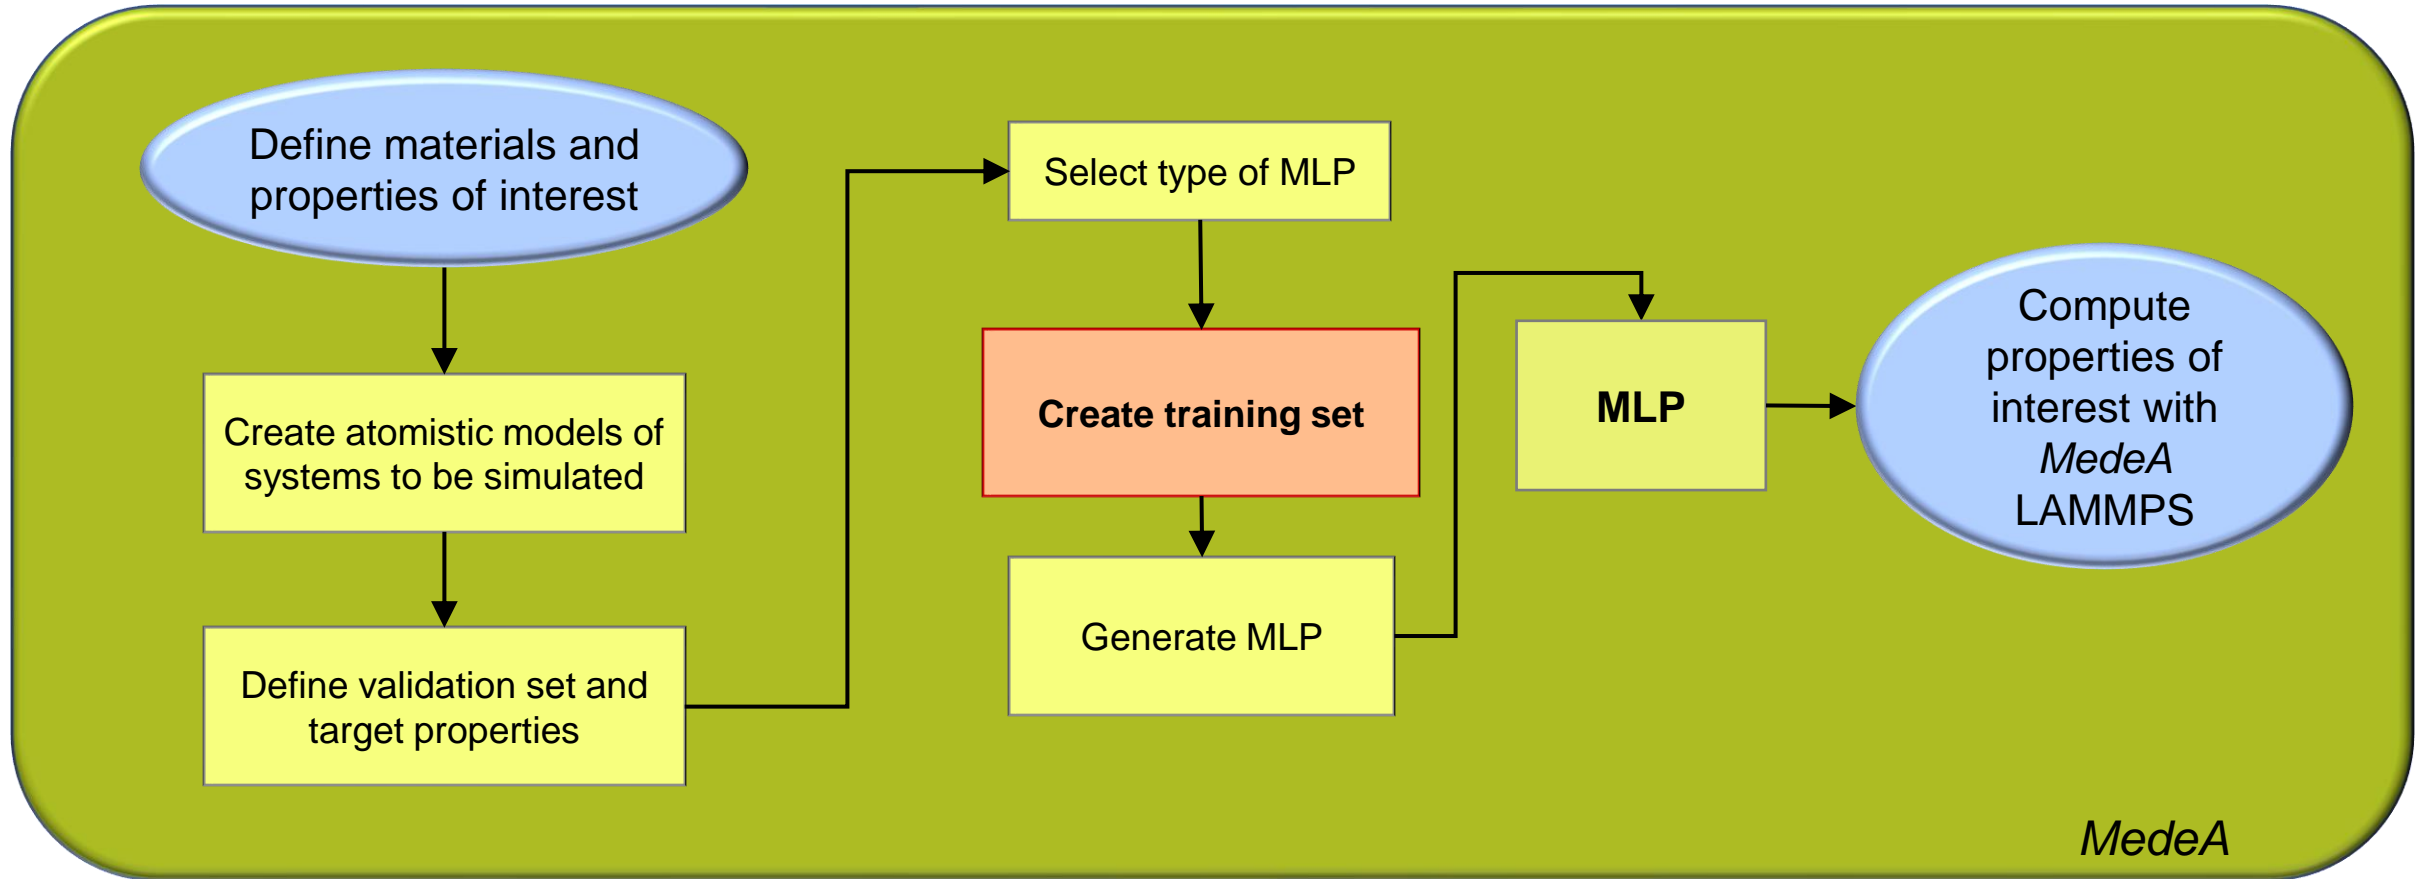 Define materials and
properties of interest
Create atomistic models of
systems to be simulated
Define validation set and
target properties
Select type of MLP
Create training set
Generate MLP
MLP
Compute
properties of
interest with
MedeA
LAMMPS
MedeA